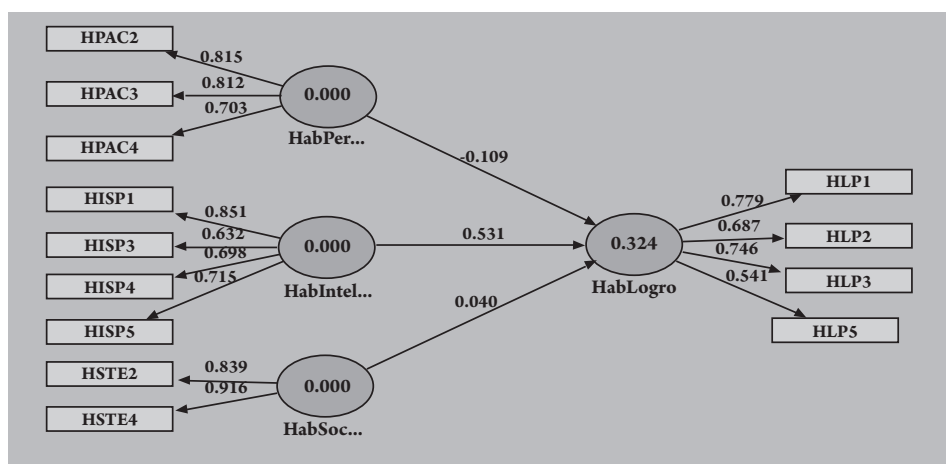 HPAC2
0.815
HPAC3
0.812
0.703
HPAC4
0.000
HabPer...
-0.109
HISP1
0.851
HISP3
0.632
0.698
HISP4
0.715
HISP5
0.000
HabIntel...
0.531
HSTE2
0.839
0.916
HSTE4
0.000
HabSoc...
0.040
0.324
HabLogro
HLP1
0.779
0.687
HLP2
0.746
HLP3
0.541
HLP5